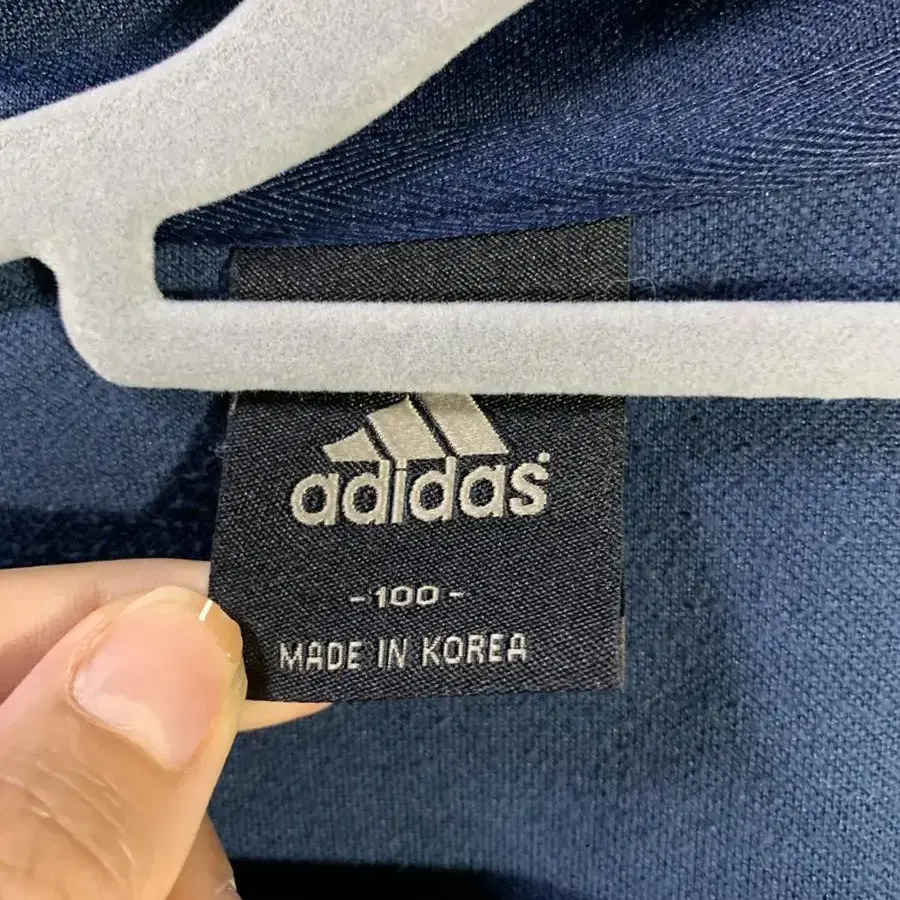 adidas
-100-
MADE IN KOREA